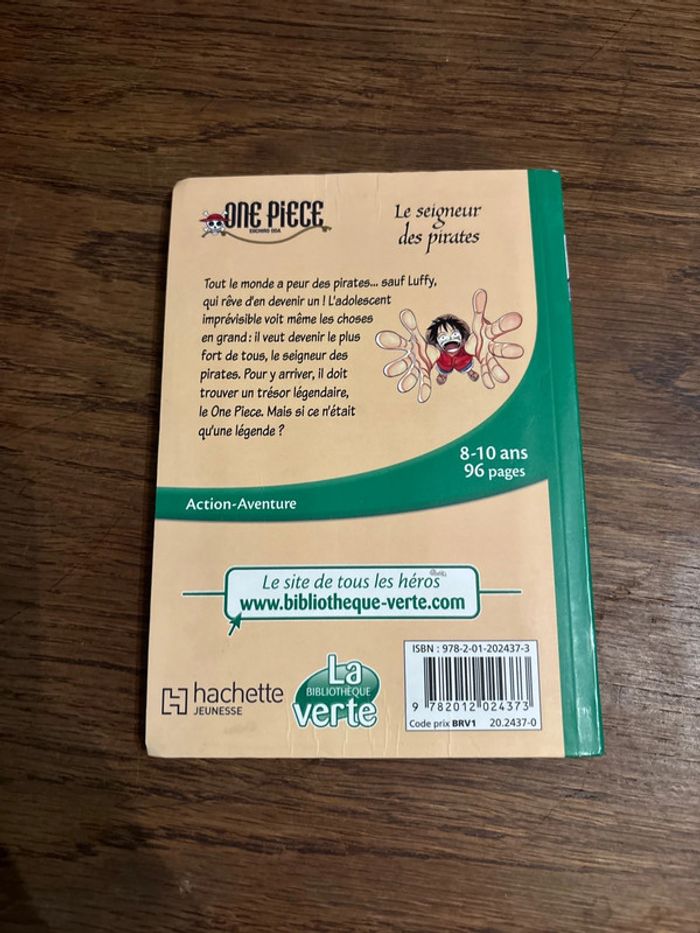 ONE PIECE
EIICHIRO ODA
Le seigneur
des pirates
Tout le monde a peur des pirates... sauf Luffy,
qui rêve d'en devenir un ! L'adolescent
imprévisible voit même les choses
en grand : il veut devenir le plus
fort de tous, le seigneur des
pirates. Pour y arriver, il doit
trouver un trésor légendaire,
le One Piece. Mais si ce n'était
qu'une légende ?
8-10 ans
96 pages
Action-Aventure
Le site de tous les héros
www.bibliotheque-verte.com
hachette
JEUNESSE
La
BIBLIOTHÈQUE
verte
ISBN : 978-2-01-202437-3
9 782012 024373
Code prix BRV1 20.2437-0